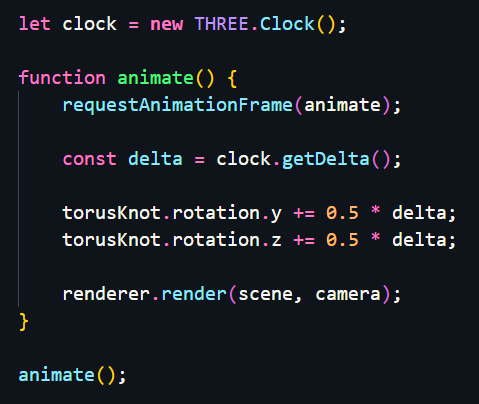 let clock = new THREE.Clock();
function animate() {
requestAnimationFrame(animate);
const delta = clock.getDelta();
torusKnot.rotation.y += 0.5 * delta;
torusKnot.rotation.z += 0.5 * delta;
renderer.render(scene, camera);
}
animate();